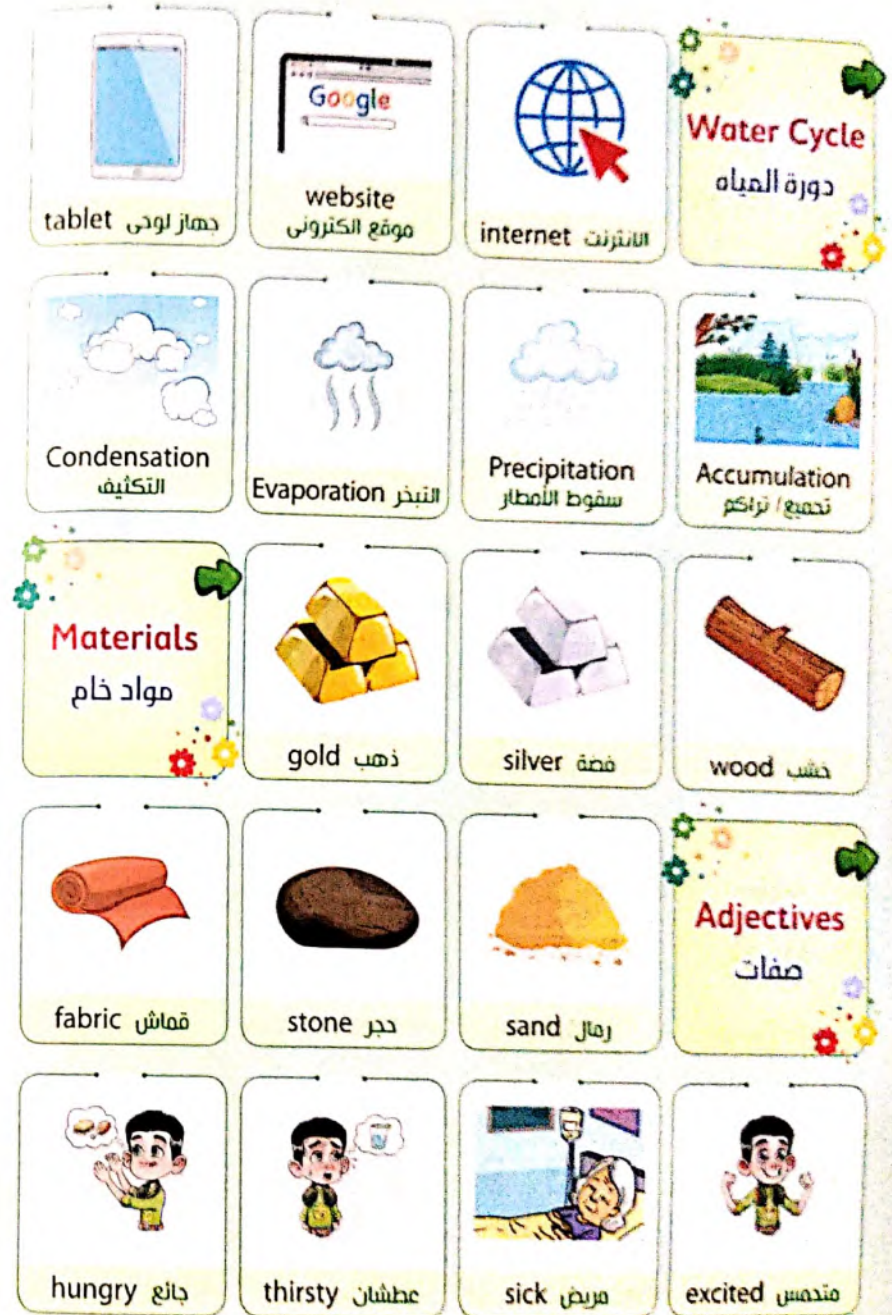 tablet جهاز لوحى
Google
website
موقع الكترونى
internet الانترنت
Water Cycle
دورة المياه
Condensation
التكثيف
Evaporation التبخر
Precipitation
سقوط الأمطار
Accumulation
تجميع/ تراكم
Materials
مواد خام
gold ذهب
silver فضة
wood خشب
fabric قماش
stone حجر
sand رمال
Adjectives
صفات
hungry جائع
thirsty عطشان
sick مريض
excited متحمس